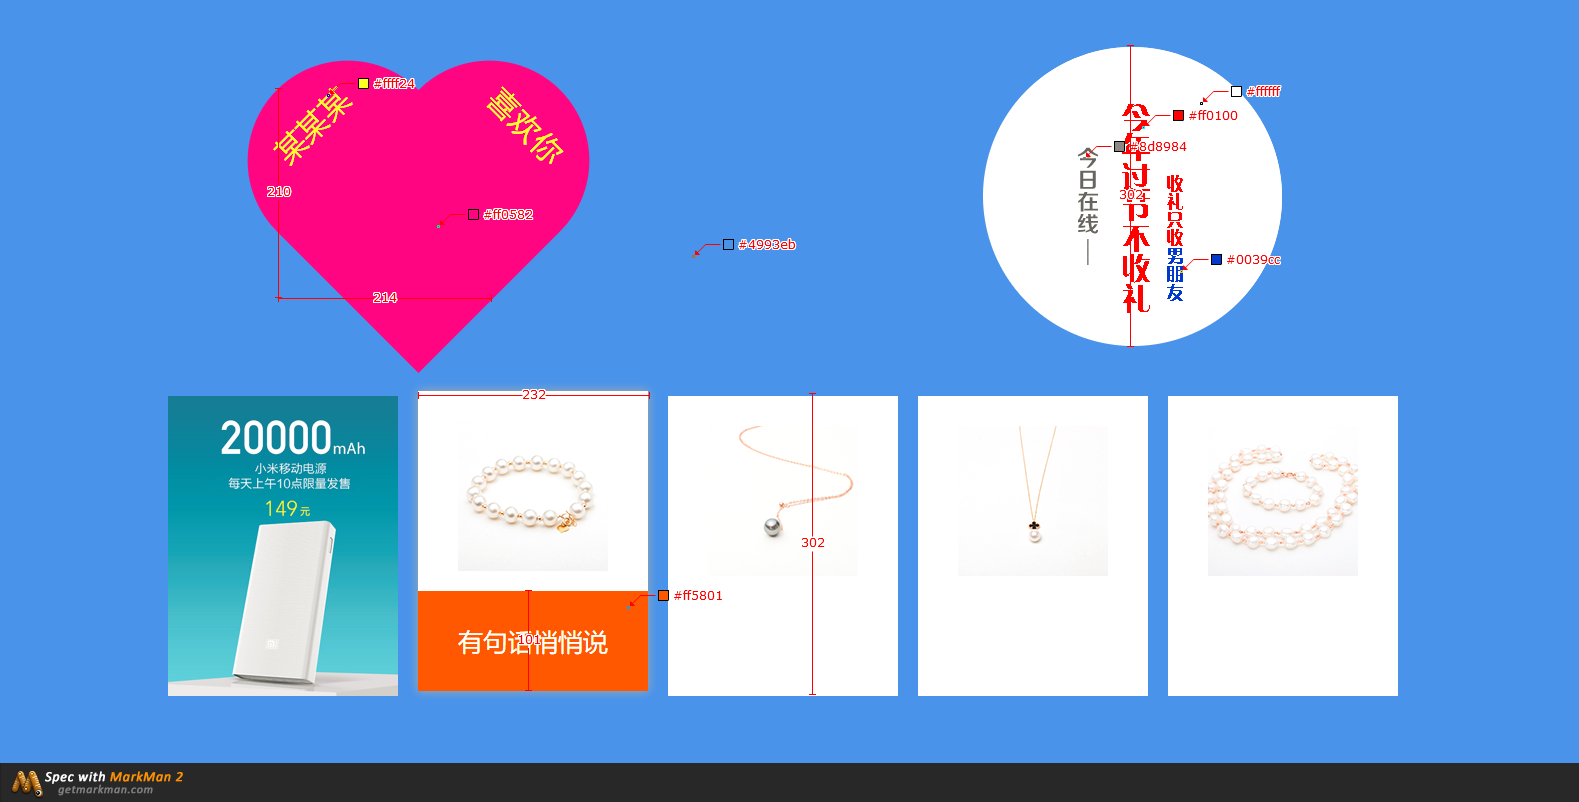 某某某
喜欢你
#ffff24
210
#ff0582
214
#4993eb
#ffffff
#ff0100
#8d8984
302
#0039cc
今年过节不收礼
收礼只收男朋友
今日在线—
20000mAh
小米移动电源
每天上午10点限量发售
149元
232
302
#ff5801
有句话悄悄说
101
Spec with MarkMan 2
getmarkman.com